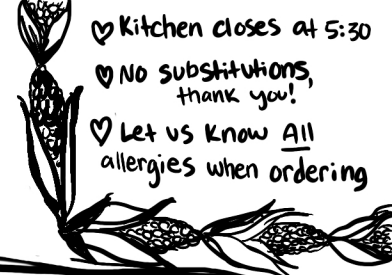 ♡ Kitchen closes at 5:30
♡ No substitutions,
thank you!
♡ Let us know All
allergies when ordering